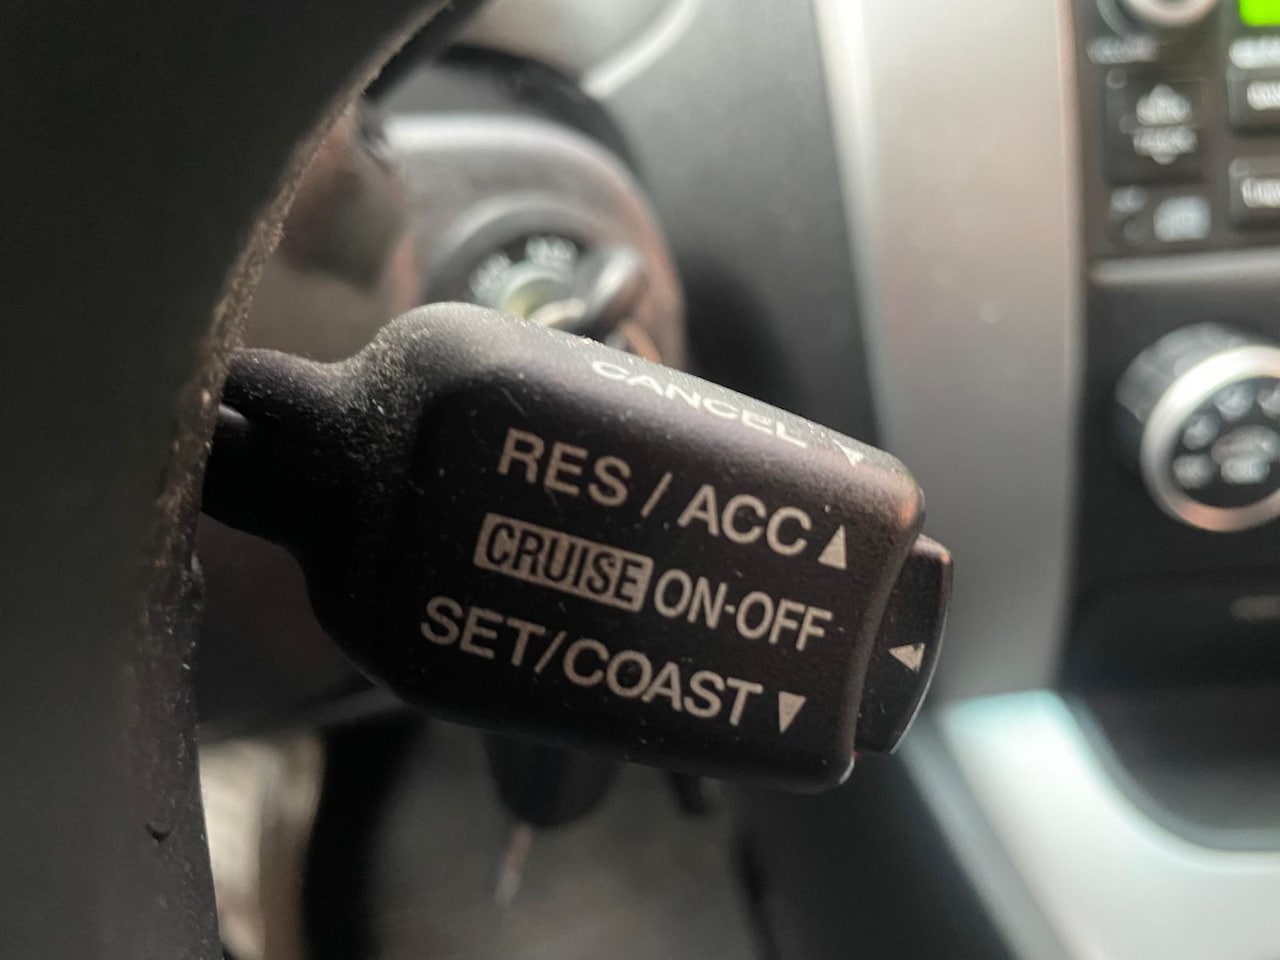 CANCEL
RES / ACC
CRUISE ON-OFF
SET/COAST